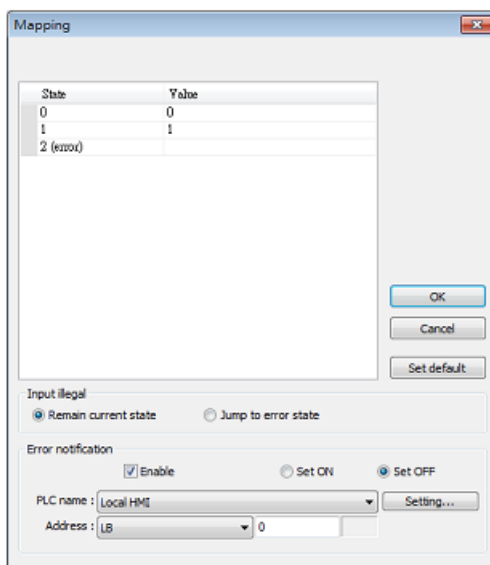 Mapping
State Value
0 0
1 1
2 (error)
OK
Cancel
Set default
Input illegal
Remain current state Jump to error state
Error notification
Enable Set ON Set OFF
PLC name : Local HMI Setting...
Address : LB 0